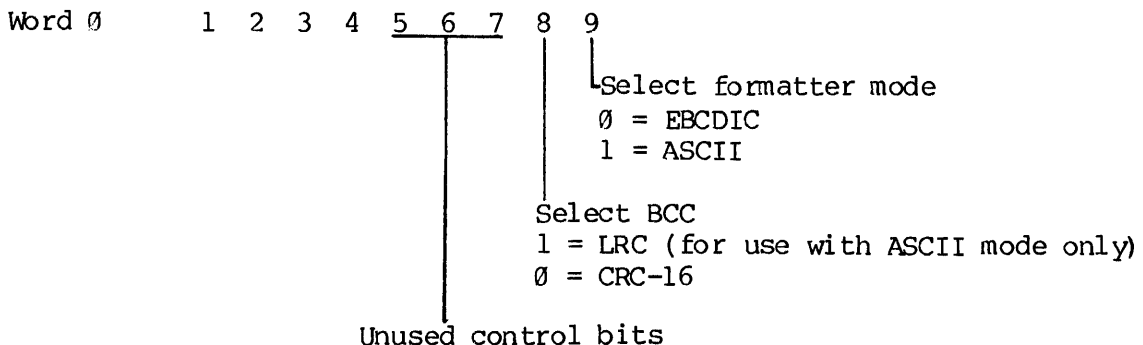 Word Ø 1 2 3 4 5 6 7 8 9
Select formatter mode
Ø = EBCDIC
1 = ASCII
Select BCC
1 = LRC (for use with ASCII mode only)
Ø = CRC-16
Unused control bits